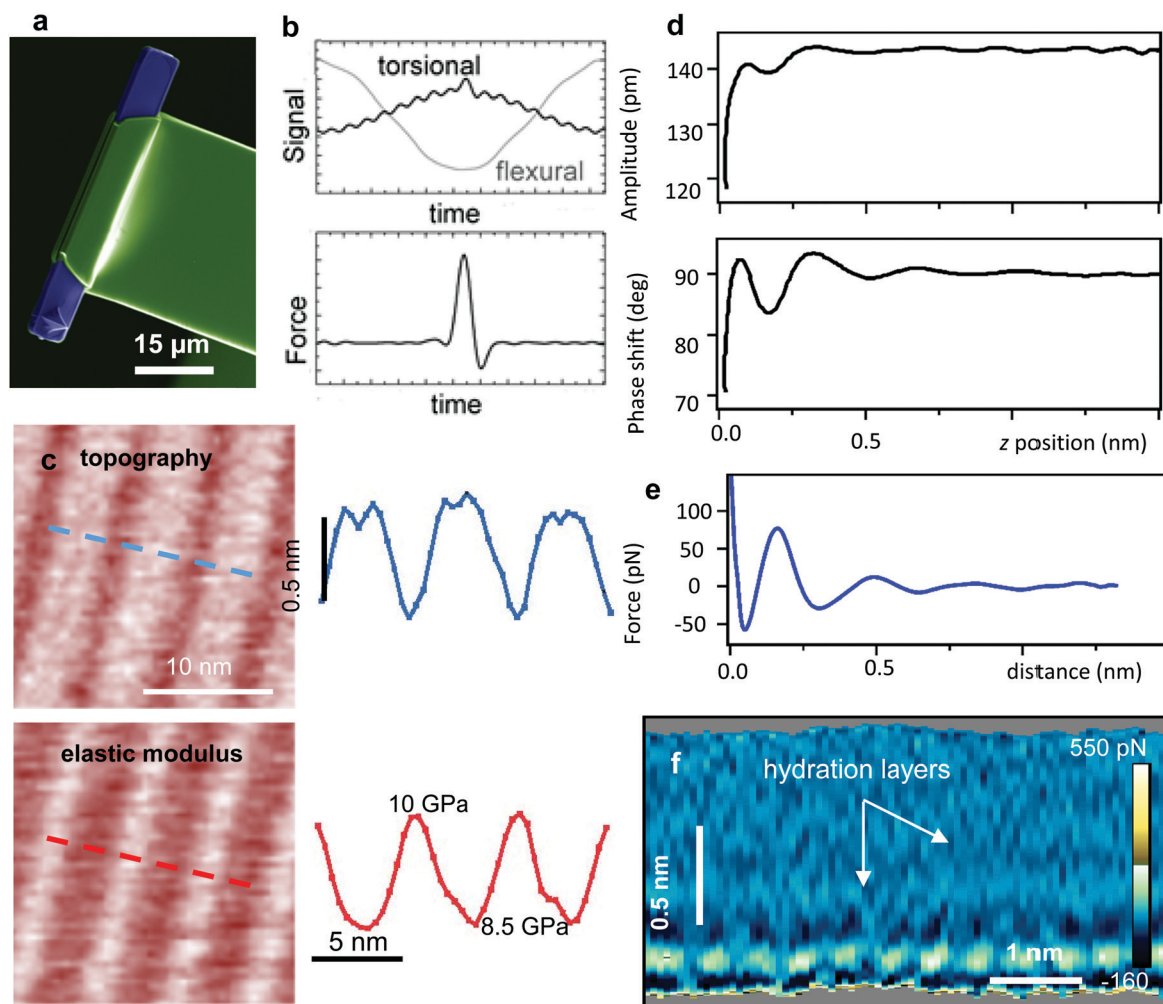 a
15 µm
b
Signal
torsional
flexural
time
Force
time
c
topography
10 nm
0.5 nm
elastic modulus
10 GPa
8.5 GPa
5 nm
d
Amplitude (pm)
140
130
120
Phase shift (deg)
90
80
70
0.0
0.5
z position (nm)
e
Force (pN)
100
50
0
-50
0.0
0.5
distance (nm)
f
hydration layers
550 pN
0.5 nm
1 nm
-160